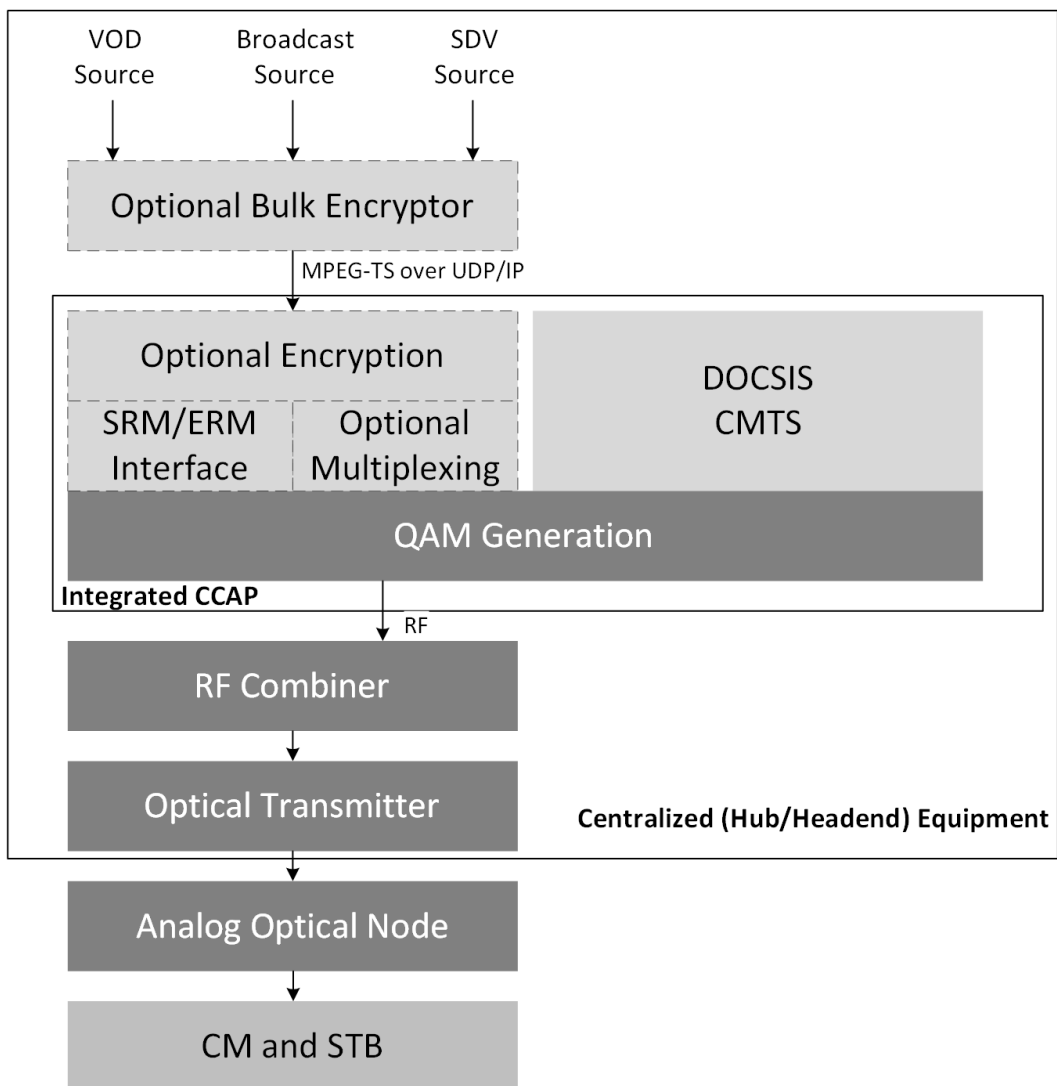 VOD
Source
Broadcast
Source
SDV
Source
Optional Bulk Encryptor
MPEG-TS over UDP/IP
Optional Encryption
SRM/ERM
Interface
Optional
Multiplexing
DOCSIS
CMTS
QAM Generation
Integrated CCAP
RF
RF Combiner
Optical Transmitter
Centralized (Hub/Headend) Equipment
Analog Optical Node
CM and STB